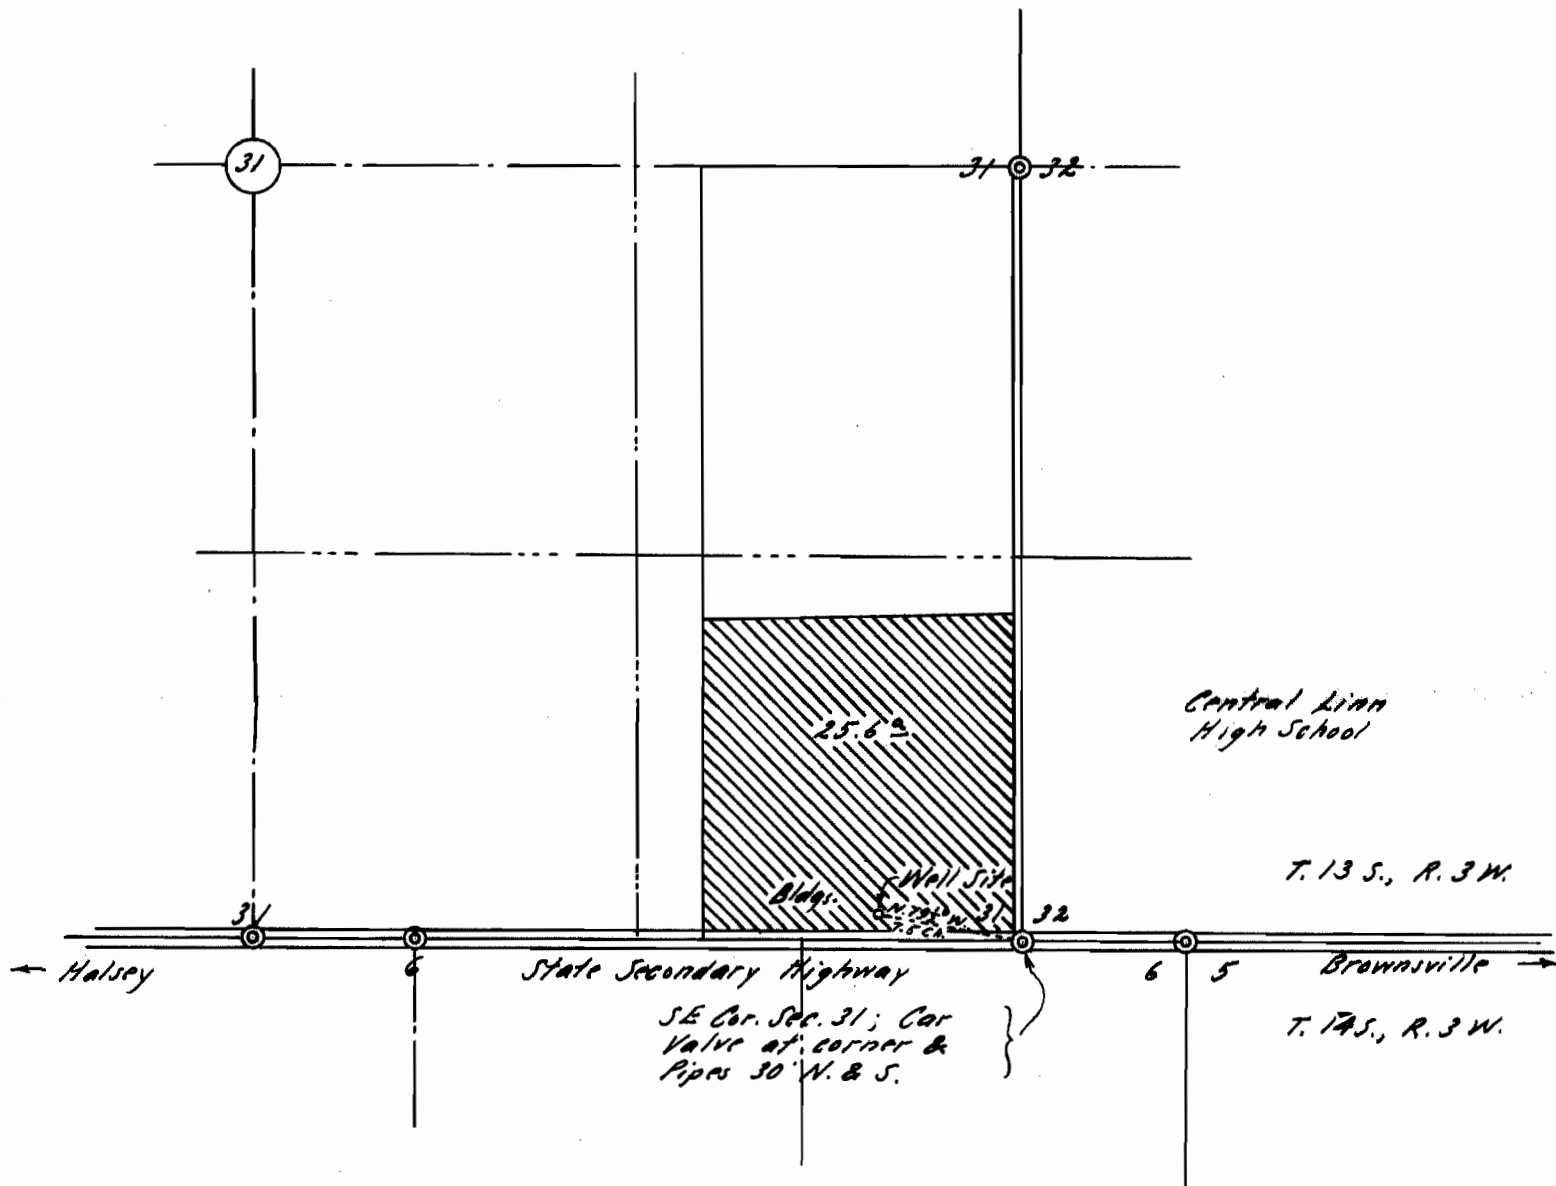 31
31 32
25.6 a
Central Linn
High School
T. 13 S., R. 3 W.
Well Site
Bldgs.
31
31
32
← Halsey
6
State Secondary Highway
6 5
Brownsville →
SE Cor. Sec. 31; Car
Valve at corner &
Pipes 30' N. & S.
T. 14 S., R. 3 W.